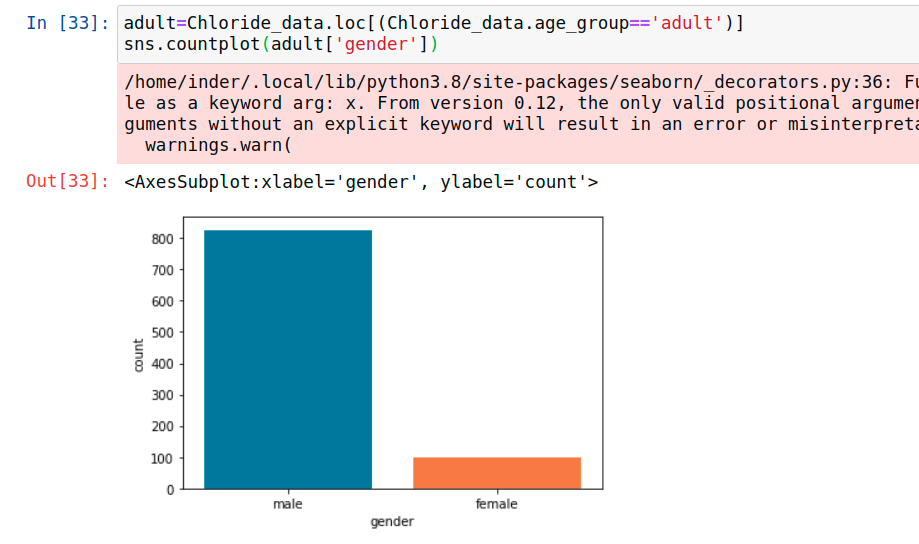 In [33]: adult=Chloride_data.loc[(Chloride_data.age_group=='adult')]
sns.countplot(adult['gender'])
/home/inder/.local/lib/python3.8/site-packages/seaborn/_decorators.py:36:
le as a keyword arg: x. From version 0.12, the only valid positional
guments without an explicit keyword will result in an error or
warnings.warn(
Out[33]: <AxesSubplot:xlabel='gender', ylabel='count'>
800
700
600
500
400
300
200
100
0
count
male female
gender